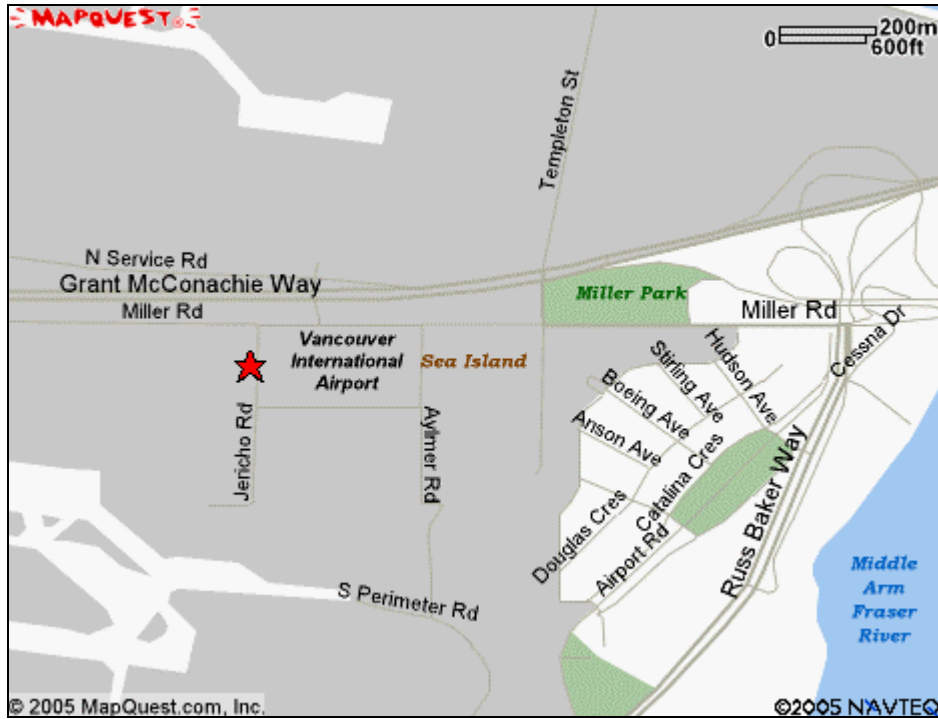 MAPQUEST
0 200m
600ft
Templeton St
N Service Rd
Grant McConachie Way
Miller Rd
Miller Park
Miller Rd
Vancouver
International
Airport
Sea Island
Cessna Dr
Hudson Ave
Stirling Ave
Boeing Ave
Anson Ave
Jericho Rd
Aylmer Rd
Catalina Cres
Douglas Cres
Airport Rd
Russ Baker Way
Middle
Arm
Fraser
River
S Perimeter Rd
© 2005 MapQuest.com, Inc.
©2005 NAVTEQ